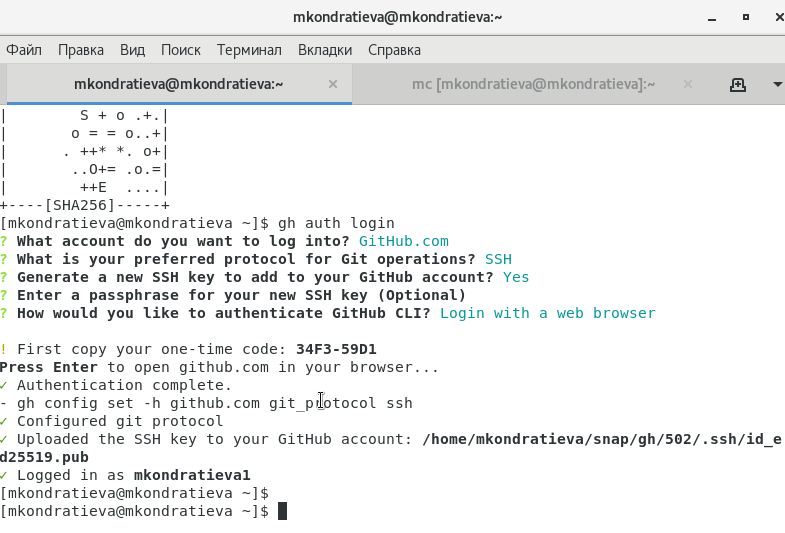 mkondratieva@mkondratieva:~
Файл Правка Вид Поиск Терминал Вкладки Справка
mkondratieva@mkondratieva:~ × mc [mkondratieva@mkondratieva]:~ ×
|        S + o .+.|
|       o = = o..+|
|      . ++* *. o+|
|       ..O+= .o.=|
|        ++E  ....|
+----[SHA256]-----+
[mkondratieva@mkondratieva ~]$ gh auth login
? What account do you want to log into? GitHub.com
? What is your preferred protocol for Git operations? SSH
? Generate a new SSH key to add to your GitHub account? Yes
? Enter a passphrase for your new SSH key (Optional)
? How would you like to authenticate GitHub CLI? Login with a web browser
! First copy your one-time code: 34F3-59D1
Press Enter to open github.com in your browser...
✓ Authentication complete.
- gh config set -h github.com git_protocol ssh
✓ Configured git protocol
✓ Uploaded the SSH key to your GitHub account: /home/mkondratieva/snap/gh/502/.ssh/id_e
d25519.pub
✓ Logged in as mkondratieva1
[mkondratieva@mkondratieva ~]$
[mkondratieva@mkondratieva ~]$